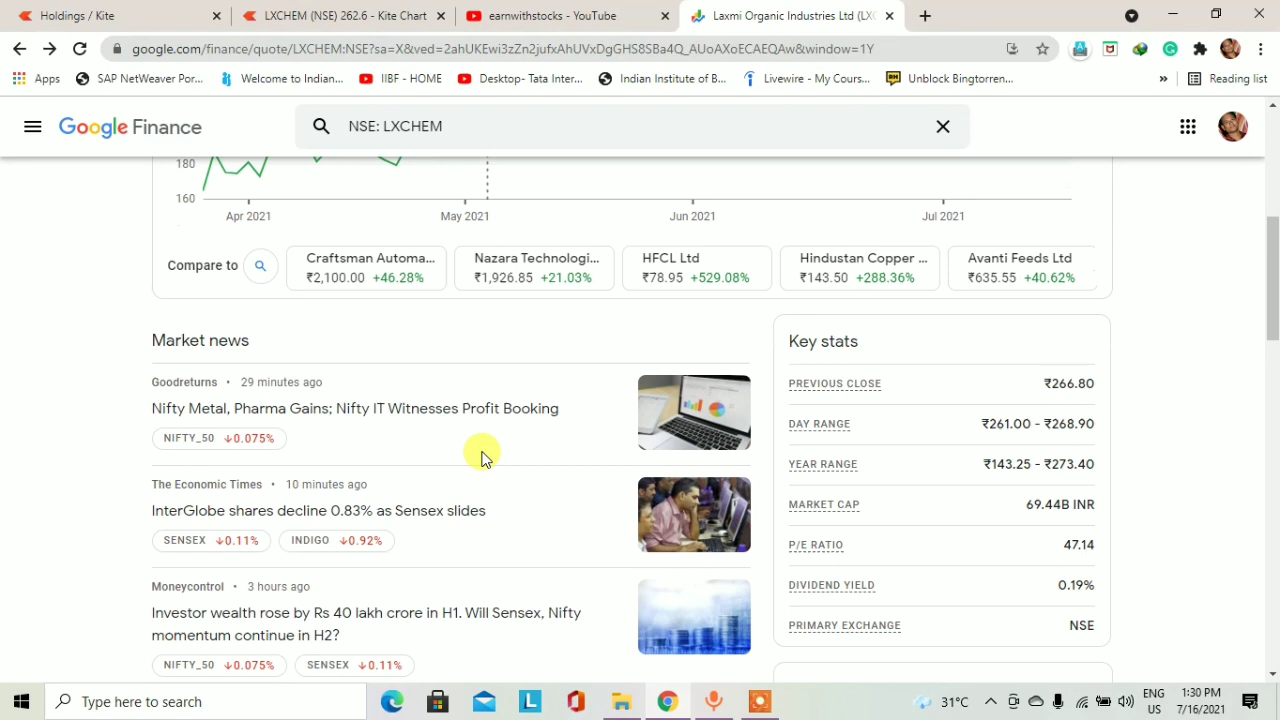 Holdings / Kite
LXCHEM (NSE) 262.6 - Kite Chart
earnwithstocks - YouTube
Laxmi Organic Industries Ltd (LX
google.com/finance/quote/LXCHEM:NSE?sa=X&ved=2ahUKEwi3zZn2jufxAhUVxDgGHS8SBa4Q_AUoAXoECAEQAw&window=1Y
Apps
SAP NetWeaver Por...
Welcome to Indian...
IIBF - HOME
Desktop- Tata Inter...
Indian Institute of B...
Livewire - My Cours...
Unblock Bingtorren...
»
Reading list
Google Finance
NSE: LXCHEM
180
160
Apr 2021
May 2021
Jun 2021
Jul 2021
Compare to
Craftsman Automa...
₹2,100.00 +46.28%
Nazara Technologi...
₹1,926.85 +21.03%
HFCL Ltd
₹78.95 +529.08%
Hindustan Copper ...
₹143.50 +288.36%
Avanti Feeds Ltd
₹635.55 +40.62%
Market news
Goodreturns • 29 minutes ago
Nifty Metal, Pharma Gains; Nifty IT Witnesses Profit Booking
NIFTY_50 ↓0.075%
The Economic Times • 10 minutes ago
InterGlobe shares decline 0.83% as Sensex slides
SENSEX ↓0.11% INDIGO ↓0.92%
Moneycontrol • 3 hours ago
Investor wealth rose by Rs 40 lakh crore in H1. Will Sensex, Nifty
momentum continue in H2?
NIFTY_50 ↓0.075% SENSEX ↓0.11%
Key stats
PREVIOUS CLOSE ₹266.80
DAY RANGE ₹261.00 - ₹268.90
YEAR RANGE ₹143.25 - ₹273.40
MARKET CAP 69.44B INR
P/E RATIO 47.14
DIVIDEND YIELD 0.19%
PRIMARY EXCHANGE NSE
Type here to search
31°C
ENG
US
1:30 PM
7/16/2021